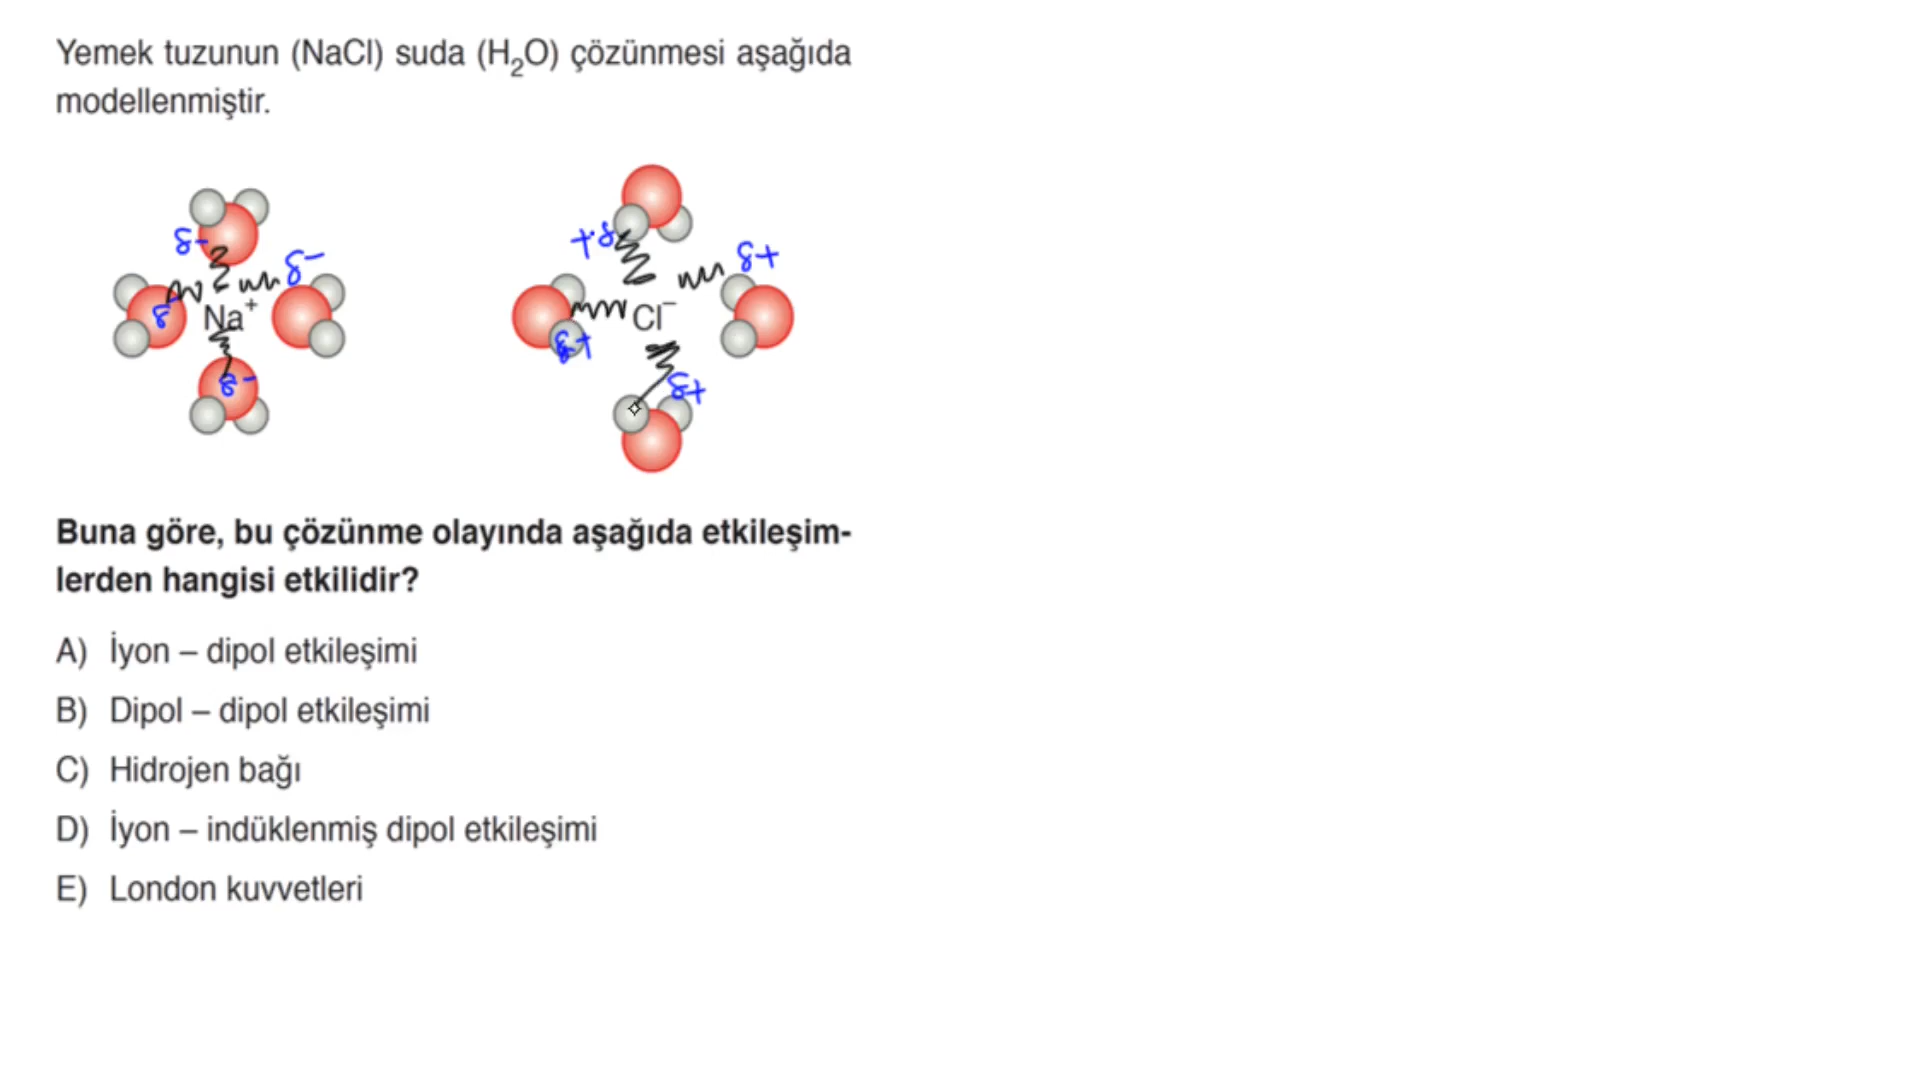 Yemek tuzunun (NaCl) suda (H₂O) çözünmesi aşağıda
modellenmiştir.
δ-
δ-
δ-
Na⁺
δ-
+δ
δ+
Cl⁻
δ+
δ+
Buna göre, bu çözünme olayında aşağıda etkileşim-
lerden hangisi etkilidir?
A) İyon – dipol etkileşimi
B) Dipol – dipol etkileşimi
C) Hidrojen bağı
D) İyon – indüklenmiş dipol etkileşimi
E) London kuvvetleri